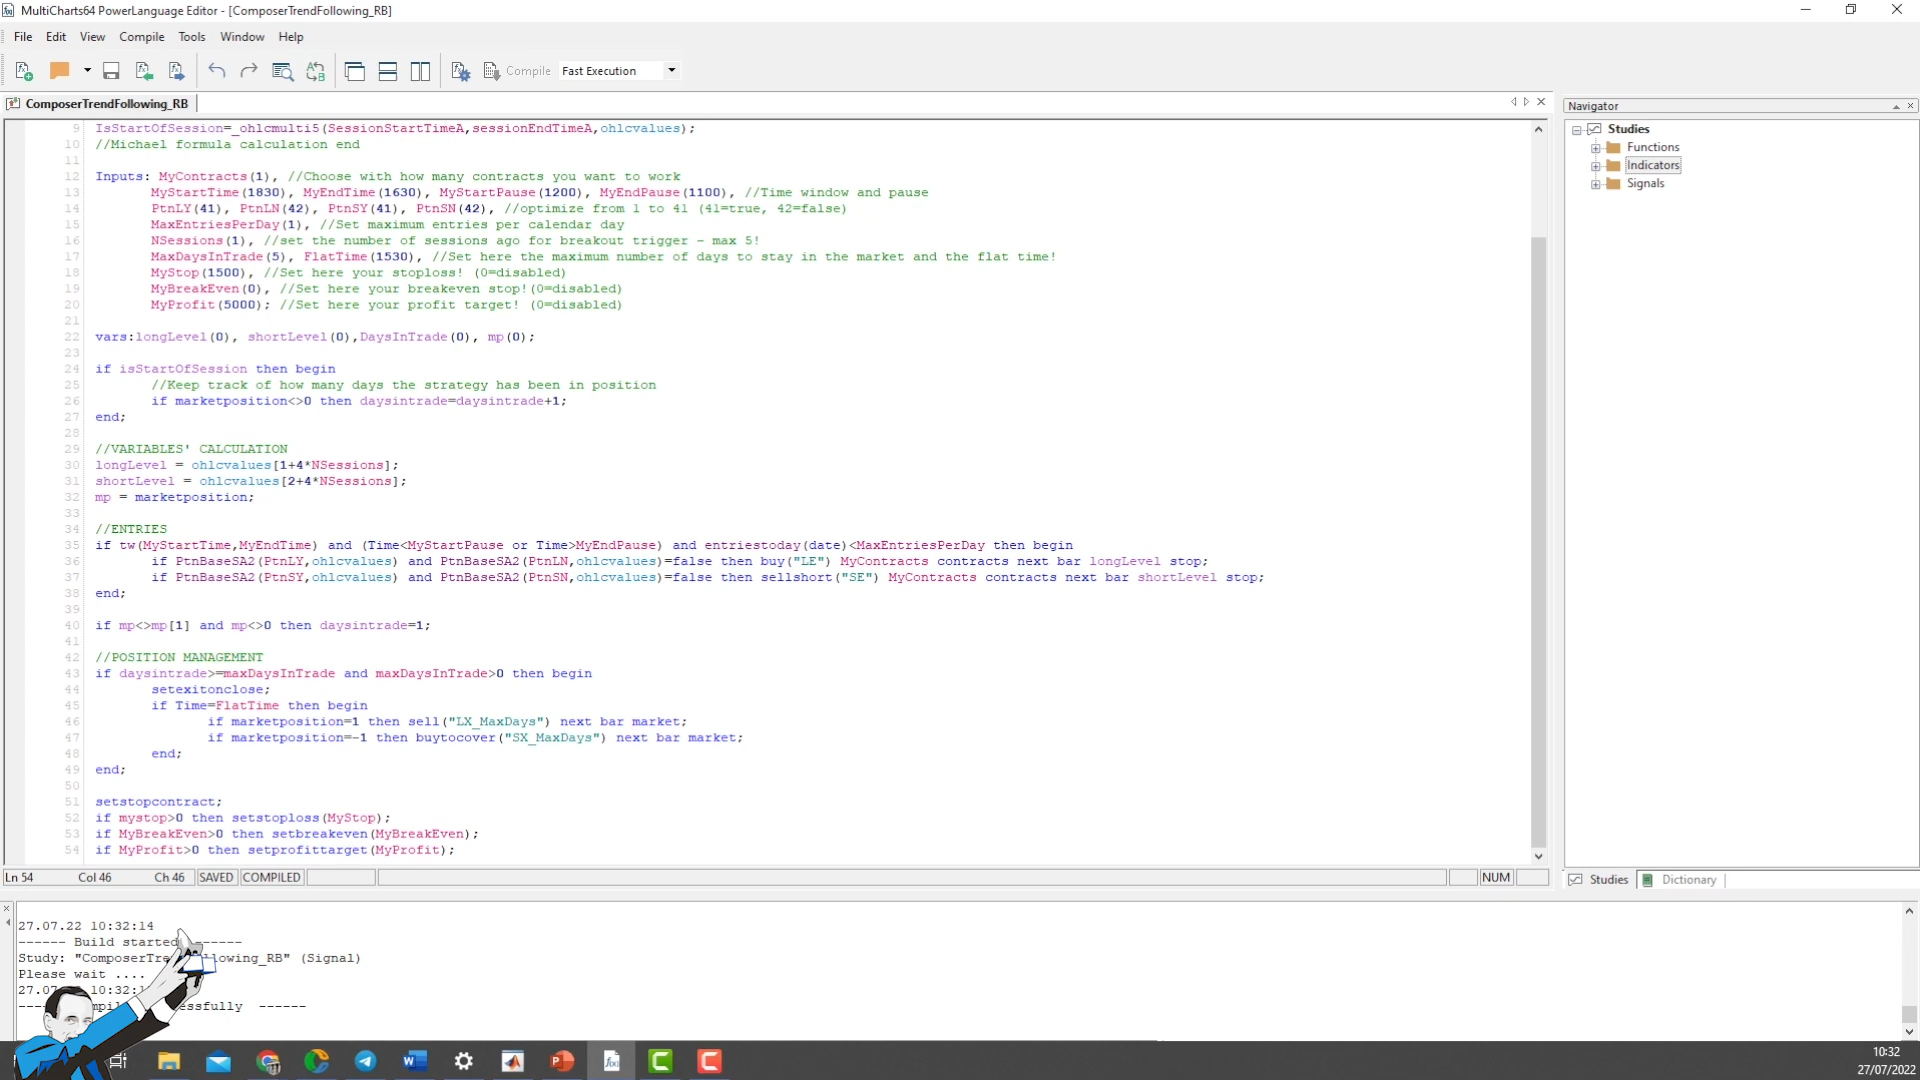 MultiCharts64 PowerLanguage Editor - [ComposerTrendFollowing_RB]
File Edit View Compile Tools Window Help
Compile Fast Execution
ComposerTrendFollowing_RB
9 IsStartOfSession=_ohlcmulti5(SessionStartTimeA,sessionEndTimeA,ohlcvalues);
10 //Michael formula calculation end
11
12 Inputs: MyContracts(1), //Choose with how many contracts you want to work
13 MyStartTime(1830), MyEndTime(1630), MyStartPause(1200), MyEndPause(1100), //Time window and pause
14 PtnLY(41), PtnLN(42), PtnSY(41), PtnSN(42), //optimize from 1 to 41 (41=true, 42=false)
15 MaxEntriesPerDay(1), //Set maximum entries per calendar day
16 NSessions(1), //set the number of sessions ago for breakout trigger - max 5!
17 MaxDaysInTrade(5), FlatTime(1530), //Set here the maximum number of days to stay in the market and the flat time!
18 MyStop(1500), //Set here your stoploss! (0=disabled)
19 MyBreakEven(0), //Set here your breakeven stop!(0=disabled)
20 MyProfit(5000); //Set here your profit target! (0=disabled)
21
22 vars:longLevel(0), shortLevel(0),DaysInTrade(0), mp(0);
23
24 if isStartOfSession then begin
25 //Keep track of how many days the strategy has been in position
26 if marketposition<>0 then daysintrade=daysintrade+1;
27 end;
28
29 //VARIABLES' CALCULATION
30 longLevel = ohlcvalues[1+4*NSessions];
31 shortLevel = ohlcvalues[2+4*NSessions];
32 mp = marketposition;
33
34 //ENTRIES
35 if tw(MyStartTime,MyEndTime) and (Time<MyStartPause or Time>MyEndPause) and entriestoday(date)<MaxEntriesPerDay then begin
36 if PtnBaseSA2(PtnLY,ohlcvalues) and PtnBaseSA2(PtnLN,ohlcvalues)=false then buy("LE") MyContracts contracts next bar longLevel stop;
37 if PtnBaseSA2(PtnSY,ohlcvalues) and PtnBaseSA2(PtnSN,ohlcvalues)=false then sellshort("SE") MyContracts contracts next bar shortLevel stop;
38 end;
39
40 if mp<>mp[1] and mp<>0 then daysintrade=1;
41
42 //POSITION MANAGEMENT
43 if daysintrade>=maxDaysInTrade and maxDaysInTrade>0 then begin
44 setexitonclose;
45 if Time=FlatTime then begin
46 if marketposition=1 then sell("LX_MaxDays") next bar market;
47 if marketposition=-1 then buytocover("SX_MaxDays") next bar market;
48 end;
49 end;
50
51 setstopcontract;
52 if mystop>0 then setstoploss(MyStop);
53 if MyBreakEven>0 then setbreakeven(MyBreakEven);
54 if MyProfit>0 then setprofittarget(MyProfit);
Ln 54 Col 46 Ch 46 SAVED COMPILED NUM
Navigator
Studies
Functions
Indicators
Signals
Studies Dictionary
27.07.22 10:32:14
------ Build started ------
Study: "ComposerTre lowing_RB" (Signal)
Please wait ....
27.07 10:32:1
------
10:32
27/07/2022